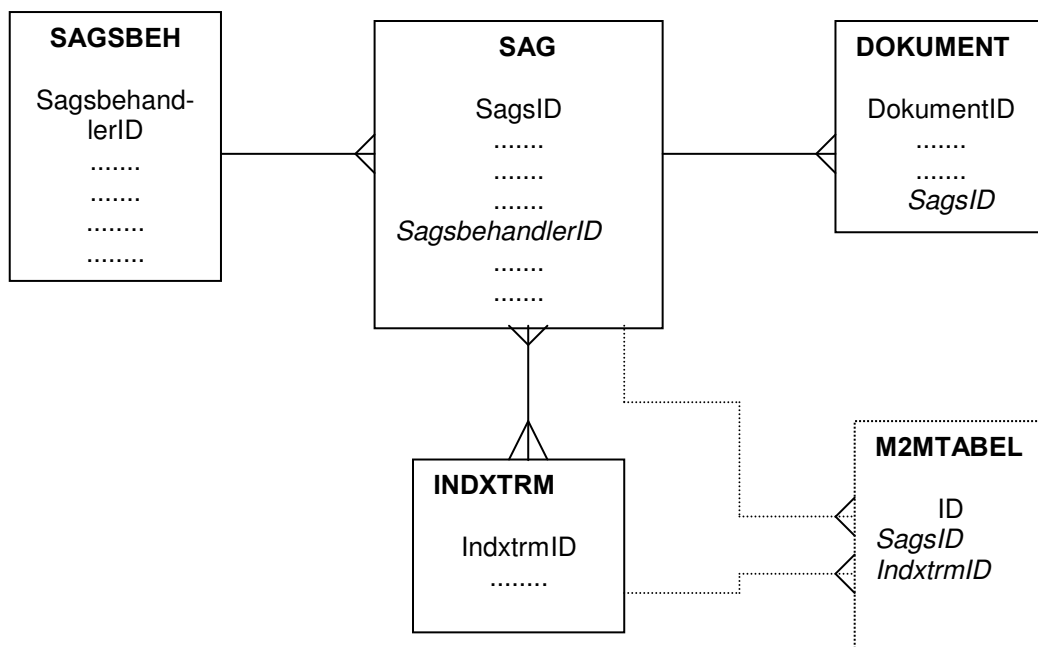 SAGSBEH
Sagsbehand-
lerID
.......
.......
........
........
SAG
SagsID
.......
.......
.......
SagsbehandlerID
.......
.......
DOKUMENT
DokumentID
.......
.......
SagsID
INDXTRM
IndxtrmID
........
M2MTABEL
ID
SagsID
IndxtrmID